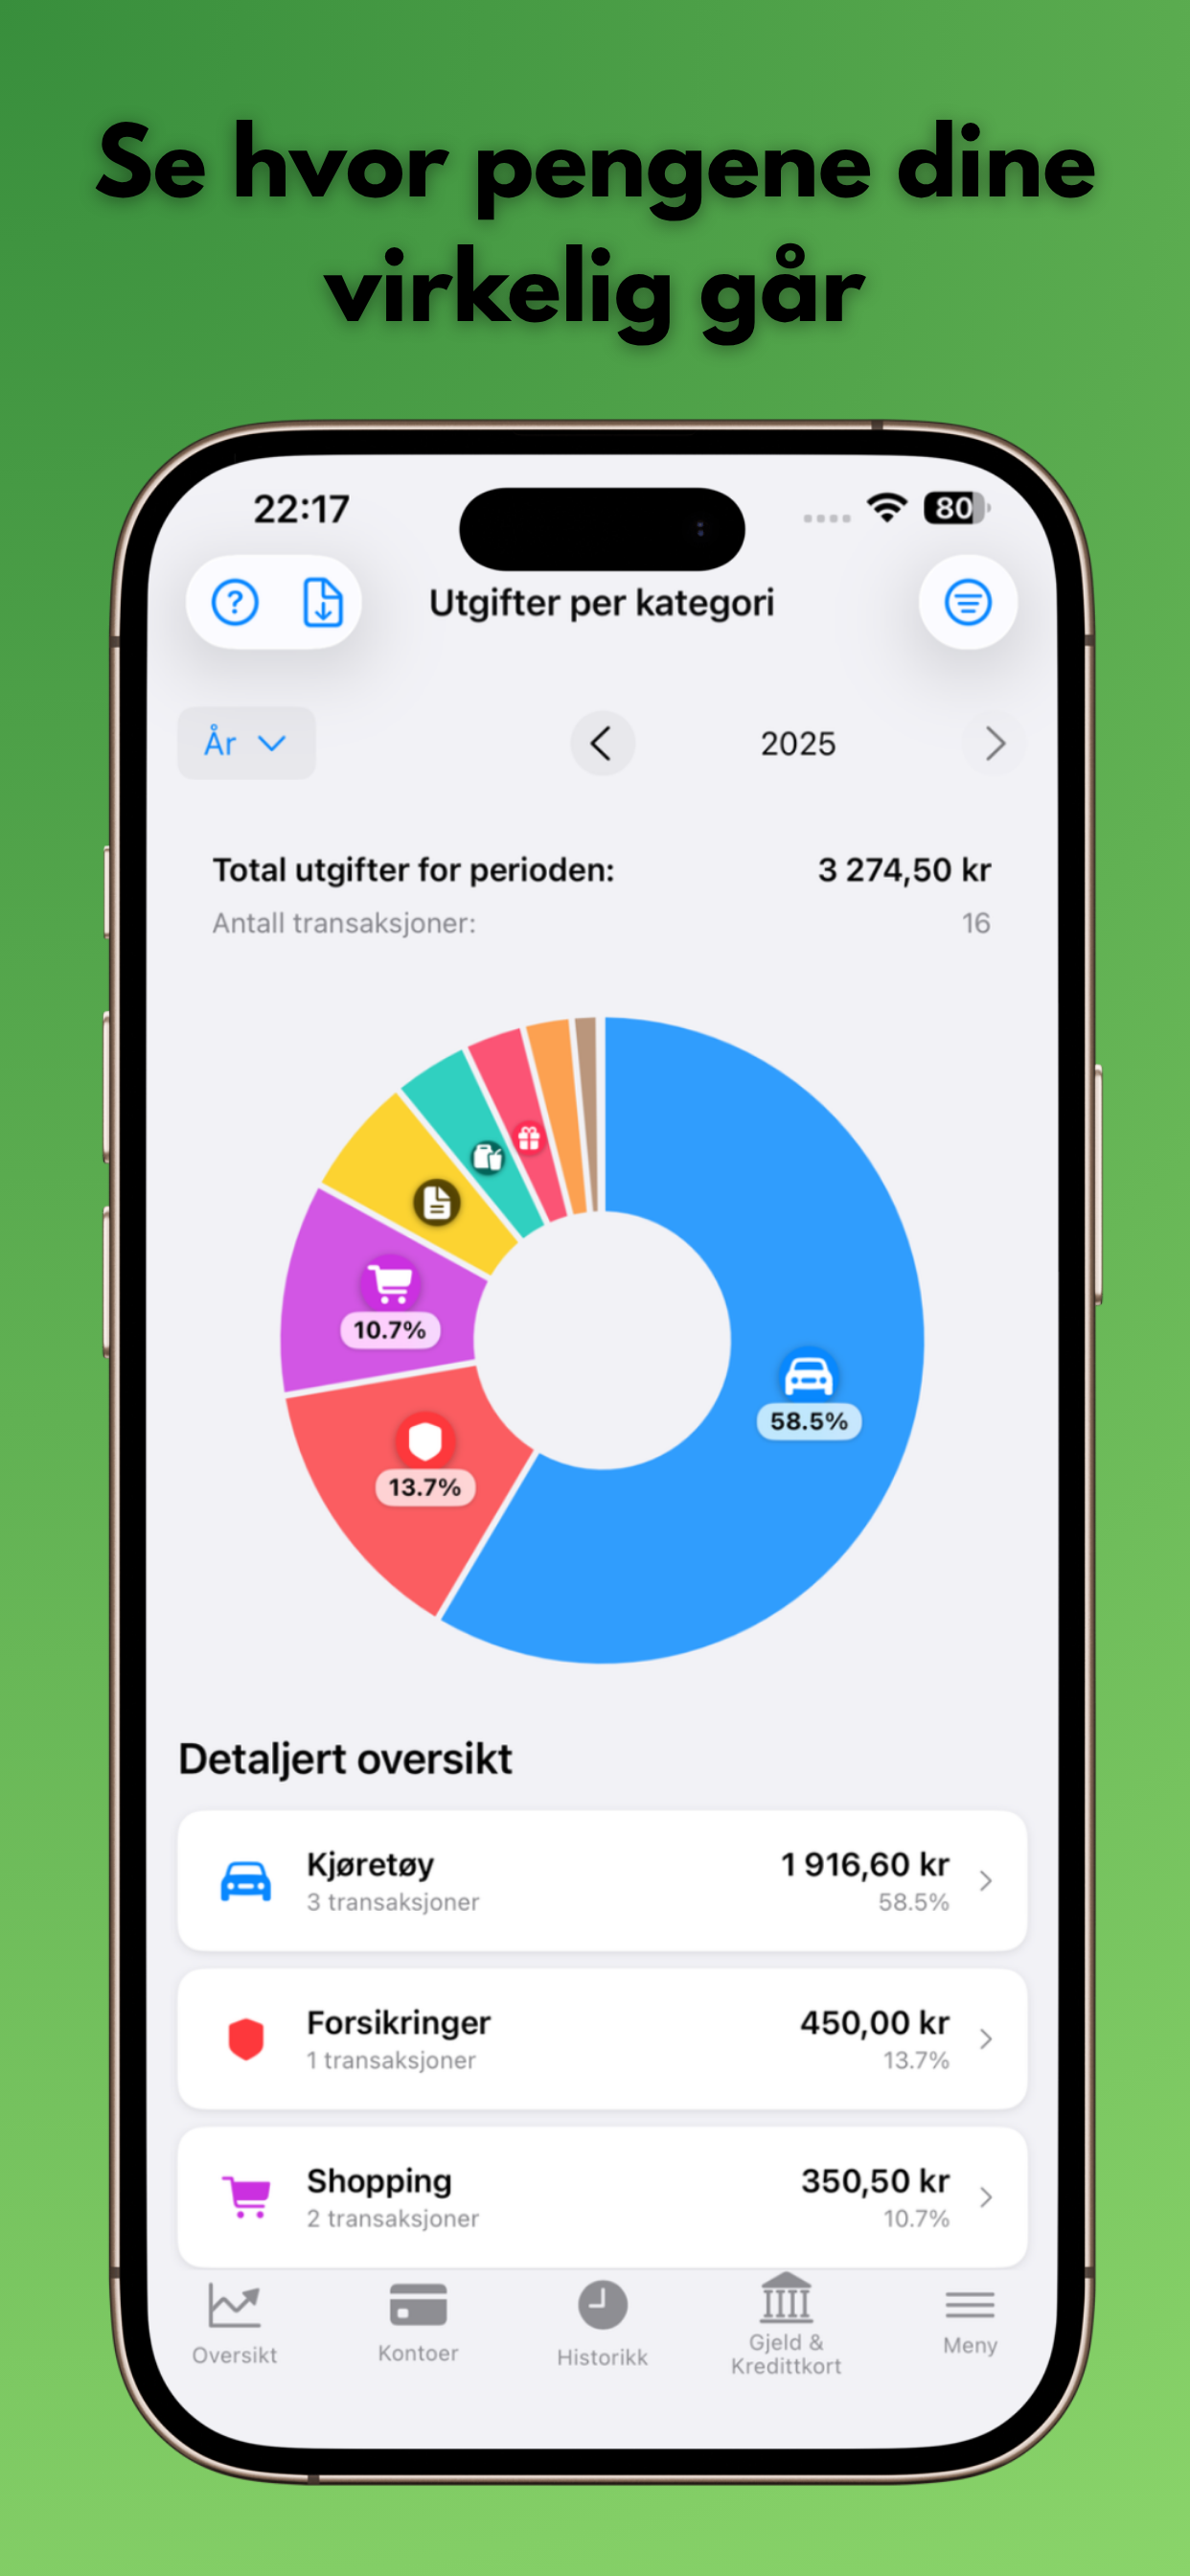 Se hvor pengene dine
virkelig går
22:17
80
Utgifter per kategori
År
2025
Total utgifter for perioden:
3 274,50 kr
Antall transaksjoner:
16
10.7%
58.5%
13.7%
Detaljert oversikt
Kjøretøy
1 916,60 kr
3 transaksjoner
58.5%
Forsikringer
450,00 kr
1 transaksjoner
13.7%
Shopping
350,50 kr
2 transaksjoner
10.7%
Oversikt
Kontoer
Historikk
Gjeld &
Kredittkort
Meny